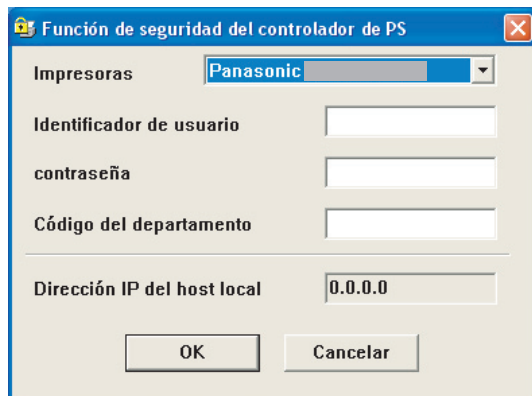 Función de seguridad del controlador de PS
Impresoras Panasonic
Identificador de usuario
contraseña
Código del departamento
Dirección IP del host local 0.0.0.0
OK Cancelar